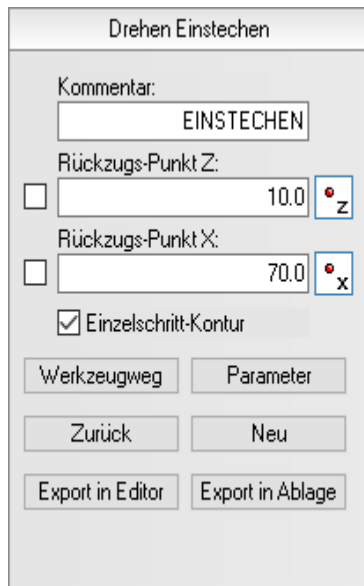 Drehen Einstechen
Kommentar:
EINSTECHEN
Rückzugs-Punkt Z:
10.0 Z
Rückzugs-Punkt X:
70.0 X
Einzelschritt-Kontur
Werkzeugweg Parameter
Zurück Neu
Export in Editor Export in Ablage